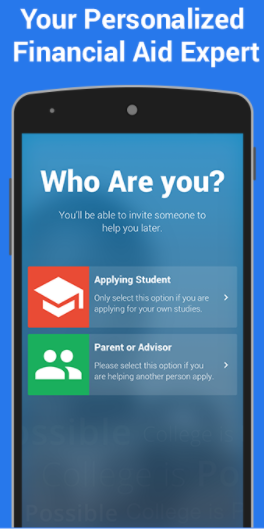 Your Personalized
Financial Aid Expert
Who Are you?
You'll be able to invite someone to
help you later.
Applying Student
Only select this option if you are
applying for your own studies.
Parent or Advisor
Please select this option if you
are helping another person apply.
Possible